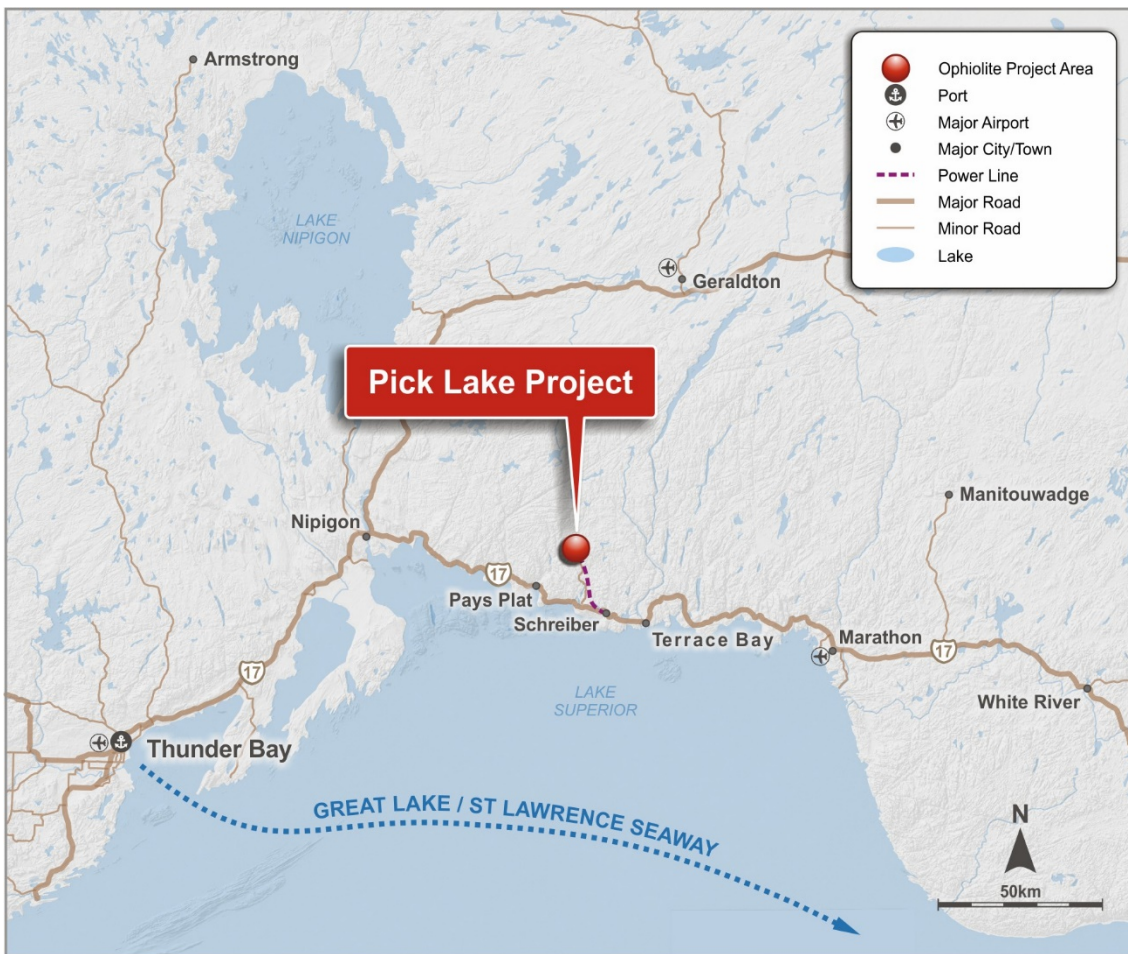 Armstrong
Ophiolite Project Area
Port
Major Airport
Major City/Town
Power Line
Major Road
Minor Road
Lake
LAKE
NIPIGON
Geraldton
Pick Lake Project
Manitouwadge
Nipigon
17
Pays Plat
Schreiber
Terrace Bay
Marathon
17
17
White River
LAKE
SUPERIOR
Thunder Bay
GREAT LAKE / ST LAWRENCE SEAWAY
N
50km